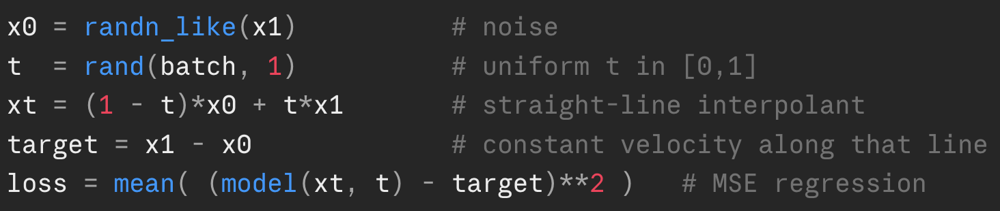 x0 = randn_like(x1)          # noise
t  = rand(batch, 1)          # uniform t in [0,1]
xt = (1 - t)*x0 + t*x1       # straight-line interpolant
target = x1 - x0             # constant velocity along that line
loss = mean( (model(xt, t) - target)**2 )   # MSE regression